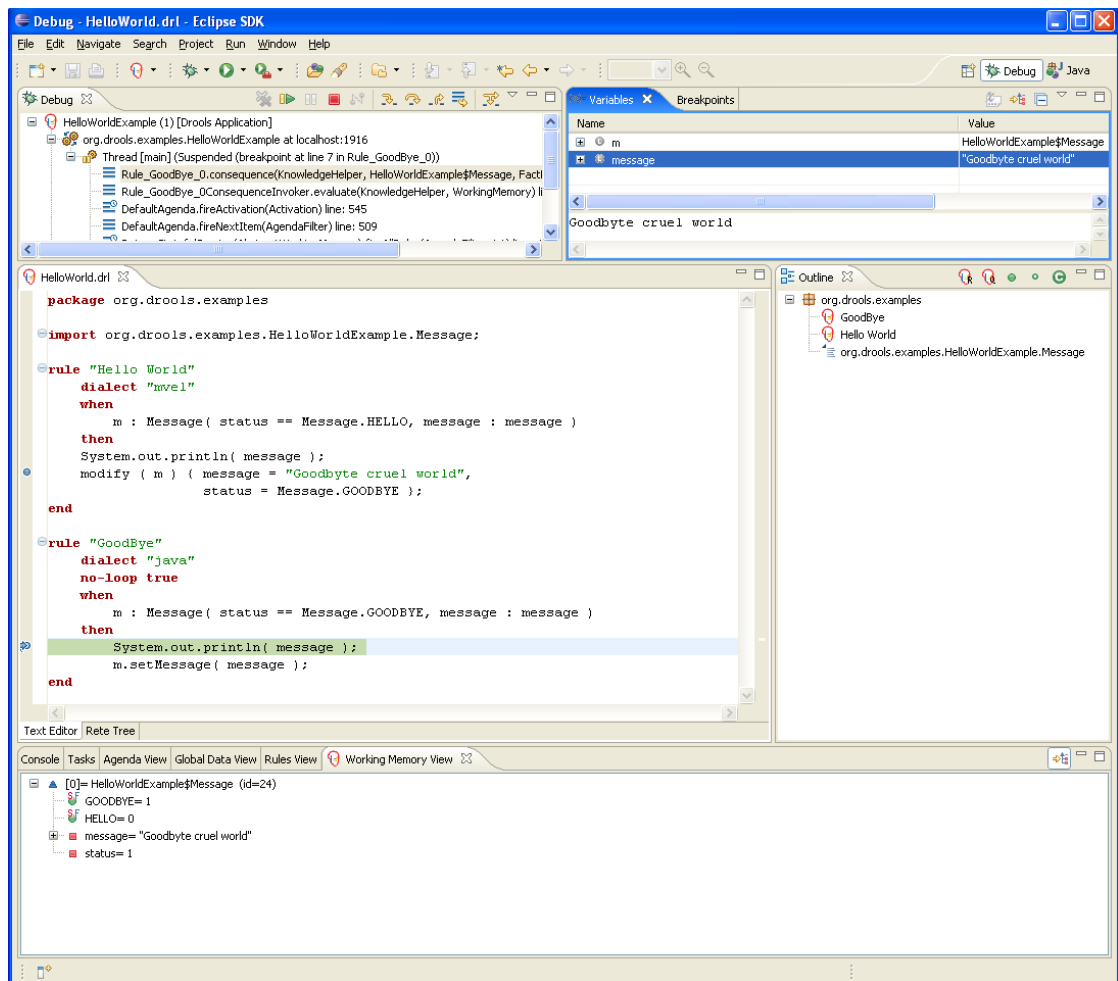 Debug - HelloWorld.drl - Eclipse SDK
File Edit Navigate Search Project Run Window Help
Debug Java
Debug
HelloWorldExample (1) [Drools Application]
org.drools.examples.HelloWorldExample at localhost:1916
Thread [main] (Suspended (breakpoint at line 7 in Rule_GoodBye_0))
Rule_GoodBye_0.consequence(KnowledgeHelper, HelloWorldExample$Message, FactI
Rule_GoodBye_0ConsequenceInvoker.evaluate(KnowledgeHelper, WorkingMemory) li
DefaultAgenda.fireActivation(Activation) line: 545
DefaultAgenda.fireNextItem(AgendaFilter) line: 509
Variables Breakpoints
Name Value
m HelloWorldExample$Message
message "Goodbyte cruel world"
Goodbyte cruel world
HelloWorld.drl
package org.drools.examples
import org.drools.examples.HelloWorldExample.Message;
rule "Hello World"
dialect "mvel"
when
m : Message( status == Message.HELLO, message : message )
then
System.out.println( message );
modify ( m ) { message = "Goodbyte cruel world",
status = Message.GOODBYE };
end
rule "GoodBye"
dialect "java"
no-loop true
when
m : Message( status == Message.GOODBYE, message : message )
then
System.out.println( message );
m.setMessage( message );
end
Text Editor Rete Tree
Outline
org.drools.examples
GoodBye
Hello World
org.drools.examples.HelloWorldExample.Message
Console Tasks Agenda View Global Data View Rules View Working Memory View
[0]= HelloWorldExample$Message (id=24)
GOODBYE= 1
HELLO= 0
message= "Goodbyte cruel world"
status= 1